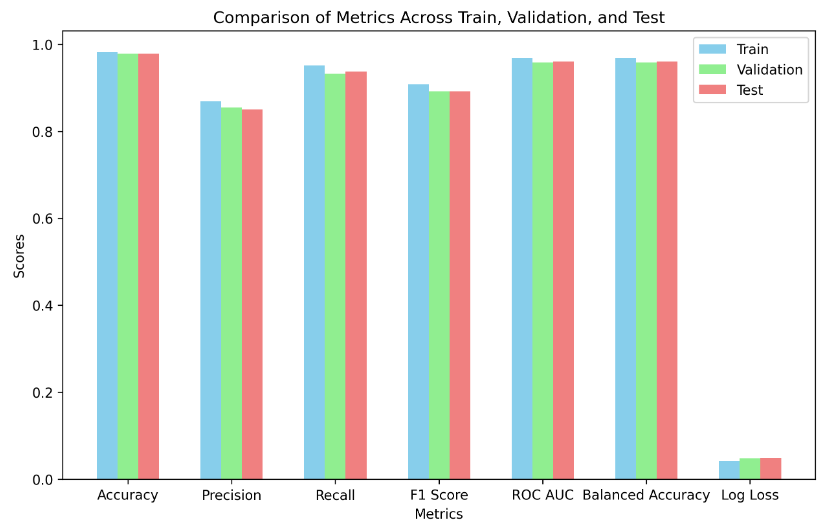 Comparison of Metrics Across Train, Validation, and Test
Train
Validation
Test
1.0
0.8
0.6
0.4
0.2
0.0
Scores
Accuracy Precision Recall F1 Score ROC AUC Balanced Accuracy Log Loss
Metrics